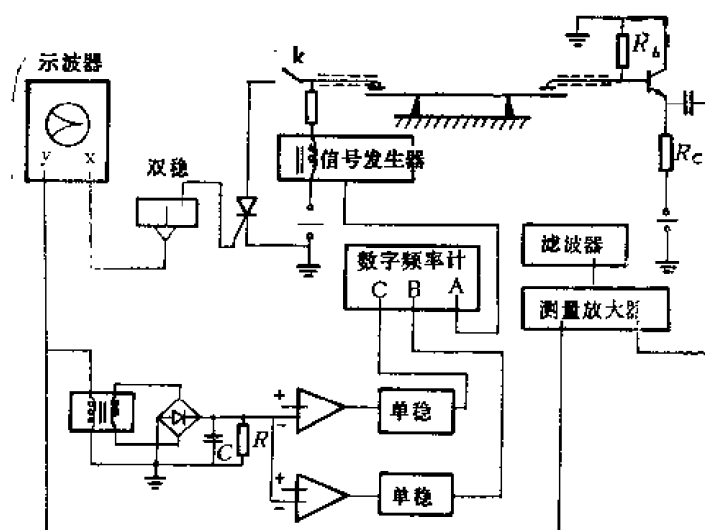 示波器
y x
双稳
k
信号发生器
R_b
R_C
数字频率计
C B A
滤波器
测量放大器
+
-
C
R
单稳
+
-
单稳